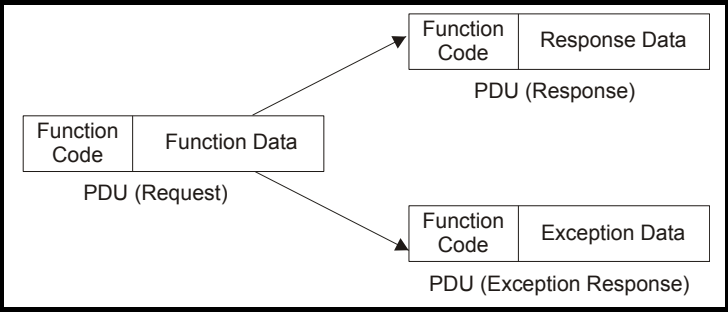 Function
Code
Response Data
PDU (Response)
Function
Code
Function Data
PDU (Request)
Function
Code
Exception Data
PDU (Exception Response)